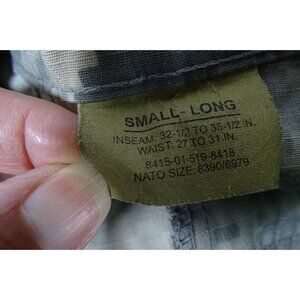 SMALL-LONG
INSEAM: 32-1/2 TO 35-1/2 IN.
WAIST: 27 TO 31 IN.
8415-01-519-8418
NATO SIZE: 8390/6979